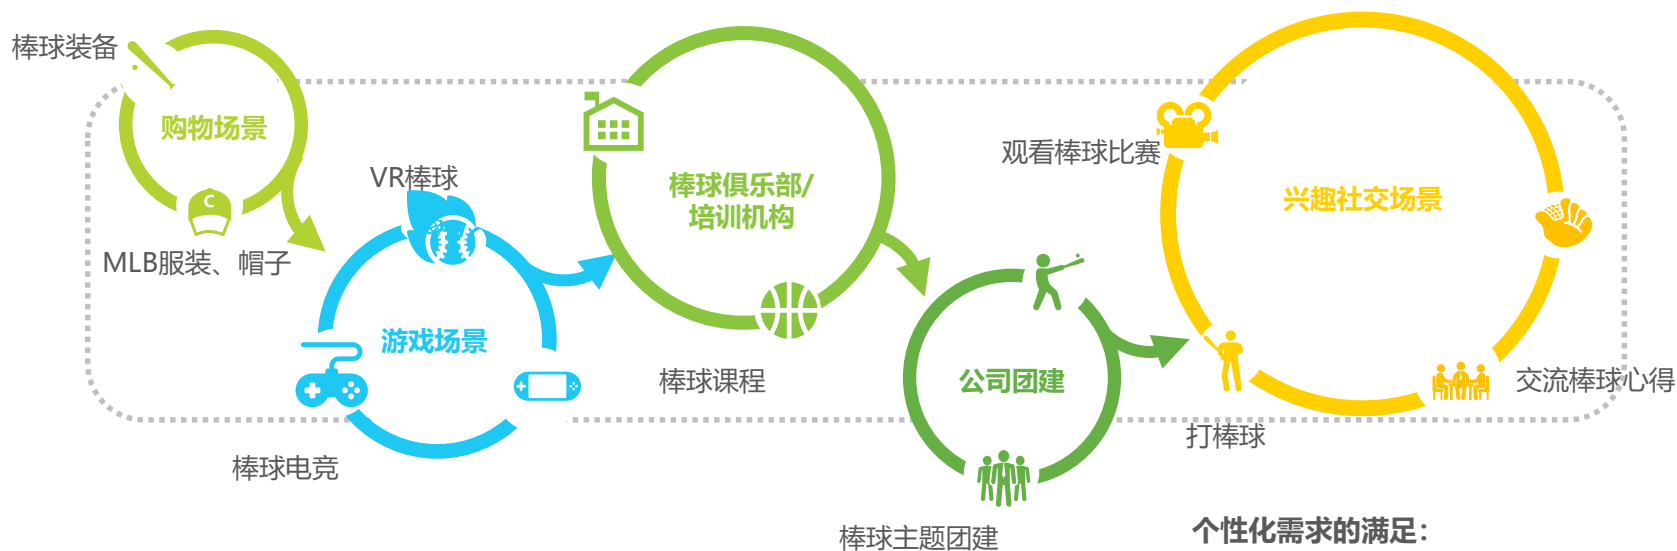 棒球装备
购物场景
MLB服装、帽子
VR棒球
游戏场景
棒球电竞
棒球俱乐部/
培训机构
棒球课程
公司团建
棒球主题团建
观看棒球比赛
兴趣社交场景
打棒球
交流棒球心得
个性化需求的满足：
C